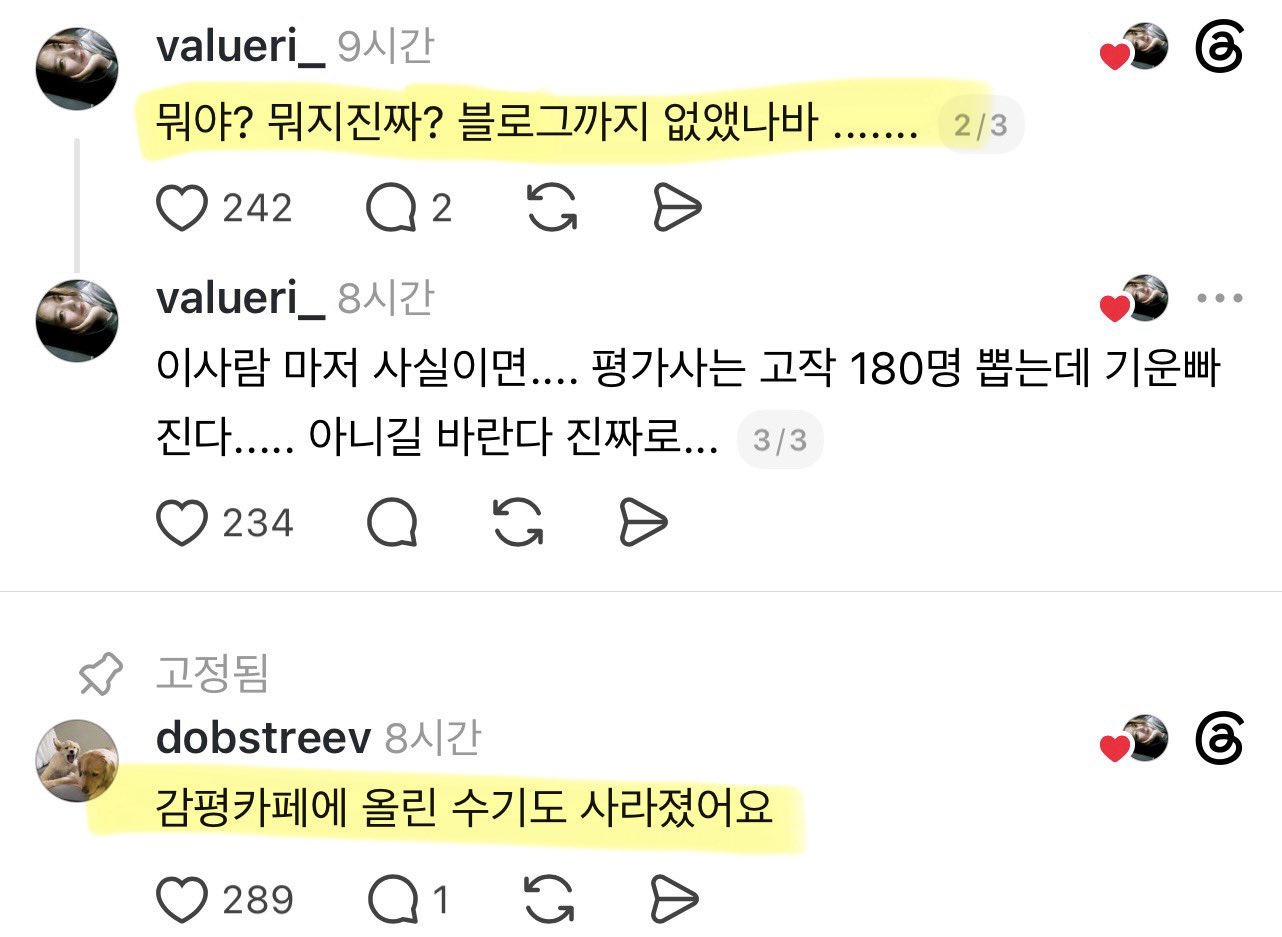 valueri_ 9시간
뭐야? 뭐지진짜? 블로그까지 없앴나바 ....... 2/3
242 2
valueri_ 8시간
이사람 마저 사실이면.... 평가사는 고작 180명 뽑는데 기운빠
진다..... 아니길 바란다 진짜로... 3/3
234
고정됨
dobstreev 8시간
감평카페에 올린 수기도 사라졌어요
289 1